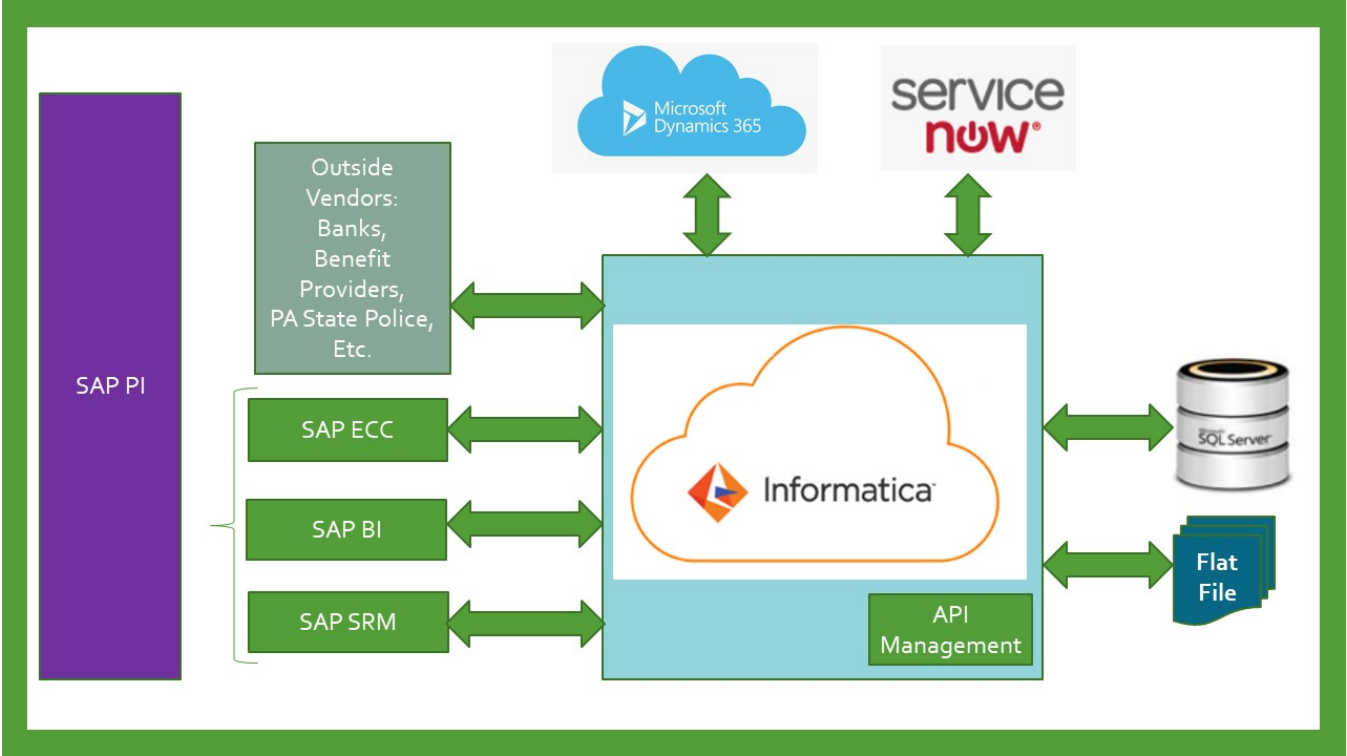 Microsoft
Dynamics 365
service
now®
Outside
Vendors:
Banks,
Benefit
Providers,
PA State Police,
Etc.
SAP PI
SAP ECC
SAP BI
SAP SRM
Informatica
API
Management
Microsoft
SQL Server
Flat
File